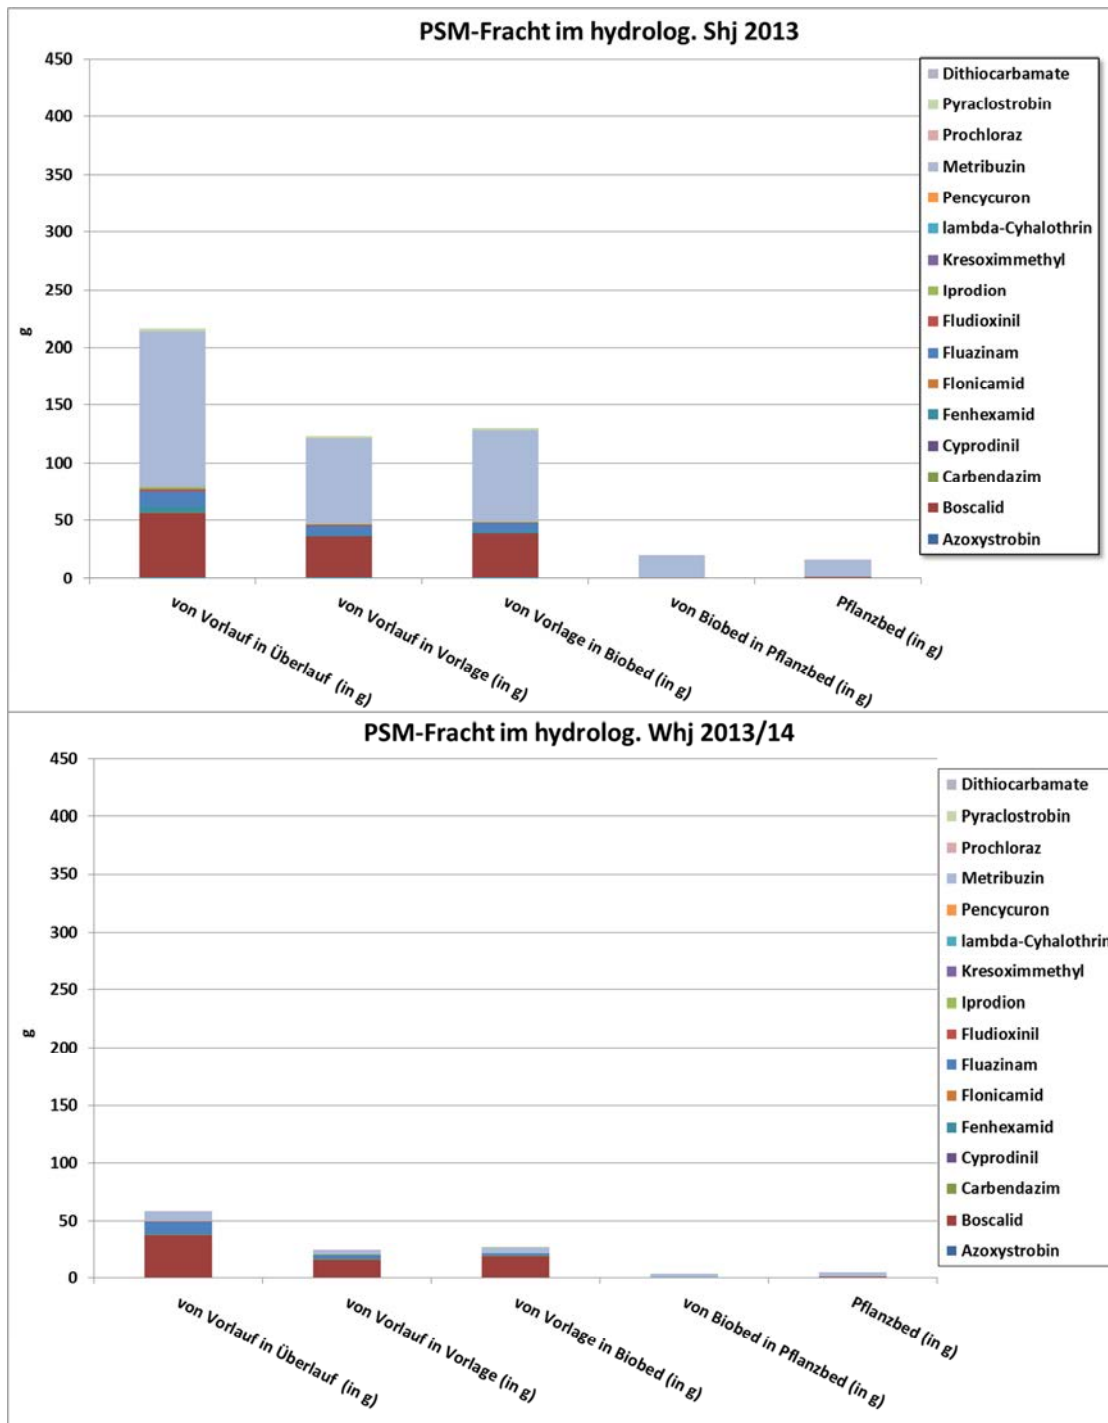 PSM-Fracht im hydrolog. Shj 2013
450
400
350
300
250
200
150
100
50
0
g
von Vorlauf in Überlauf (in g)
von Vorlauf in Vorlage (in g)
von Vorlage in Biobed (in g)
von Biobed in Pflanzbed (in g)
Pflanzbed (in g)
Dithiocarbamate
Pyraclostrobin
Prochloraz
Metribuzin
Pencycuron
lambda-Cyhalothrin
Kresoximmethyl
Iprodion
Fludioxinil
Fluazinam
Flonicamid
Fenhexamid
Cyprodinil
Carbendazim
Boscalid
Azoxystrobin
PSM-Fracht im hydrolog. Whj 2013/14
450
400
350
300
250
200
150
100
50
0
g
von Vorlauf in Überlauf (in g)
von Vorlauf in Vorlage (in g)
von Vorlage in Biobed (in g)
von Biobed in Pflanzbed (in g)
Pflanzbed (in g)
Dithiocarbamate
Pyraclostrobin
Prochloraz
Metribuzin
Pencycuron
lambda-Cyhalothrin
Kresoximmethyl
Iprodion
Fludioxinil
Fluazinam
Flonicamid
Fenhexamid
Cyprodinil
Carbendazim
Boscalid
Azoxystrobin